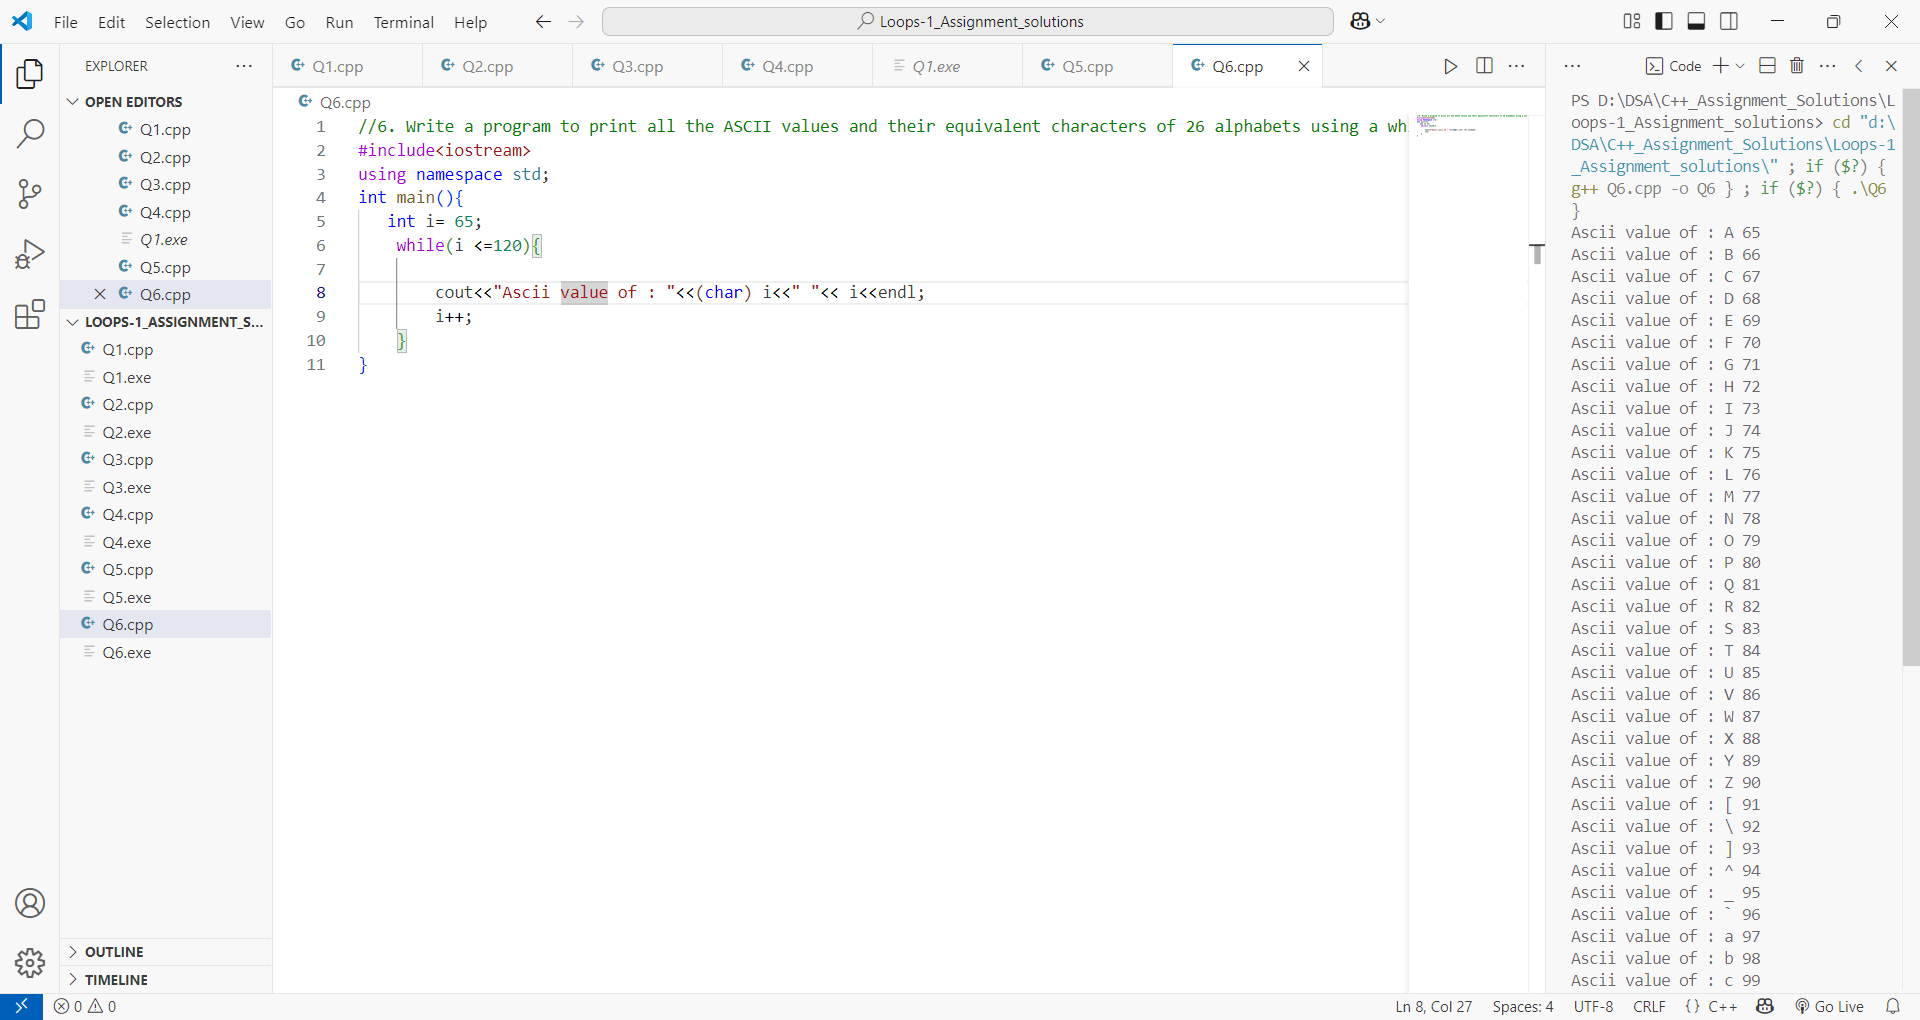 File Edit Selection View Go Run Terminal Help
Loops-1_Assignment_solutions
EXPLORER
OPEN EDITORS
Q1.cpp
Q2.cpp
Q3.cpp
Q4.cpp
Q1.exe
Q5.cpp
Q6.cpp
LOOPS-1_ASSIGNMENT_S...
Q1.cpp
Q1.exe
Q2.cpp
Q2.exe
Q3.cpp
Q3.exe
Q4.cpp
Q4.exe
Q5.cpp
Q5.exe
Q6.cpp
Q6.exe
OUTLINE
TIMELINE
Q1.cpp Q2.cpp Q3.cpp Q4.cpp Q1.exe Q5.cpp Q6.cpp
Q6.cpp
1 //6. Write a program to print all the ASCII values and their equivalent characters of 26 alphabets using a whi
2 #include<iostream>
3 using namespace std;
4 int main(){
5 int i= 65;
6 while(i <=120){
7
8 cout<<"Ascii value of : "<<(char) i<<" "<< i<<endl;
9 i++;
10 }
11 }
Code
PS D:\DSA\C++_Assignment_Solutions\L
oops-1_Assignment_solutions> cd "d:\
DSA\C++_Assignment_Solutions\Loops-1
_Assignment_solutions\" ; if ($?) {
g++ Q6.cpp -o Q6 } ; if ($?) { .\Q6
}
Ascii value of : A 65
Ascii value of : B 66
Ascii value of : C 67
Ascii value of : D 68
Ascii value of : E 69
Ascii value of : F 70
Ascii value of : G 71
Ascii value of : H 72
Ascii value of : I 73
Ascii value of : J 74
Ascii value of : K 75
Ascii value of : L 76
Ascii value of : M 77
Ascii value of : N 78
Ascii value of : O 79
Ascii value of : P 80
Ascii value of : Q 81
Ascii value of : R 82
Ascii value of : S 83
Ascii value of : T 84
Ascii value of : U 85
Ascii value of : V 86
Ascii value of : W 87
Ascii value of : X 88
Ascii value of : Y 89
Ascii value of : Z 90
Ascii value of : [ 91
Ascii value of : \ 92
Ascii value of : ] 93
Ascii value of : ^ 94
Ascii value of : _ 95
Ascii value of : ` 96
Ascii value of : a 97
Ascii value of : b 98
Ascii value of : c 99
0 0
Ln 8, Col 27 Spaces: 4 UTF-8 CRLF {} C++ Go Live